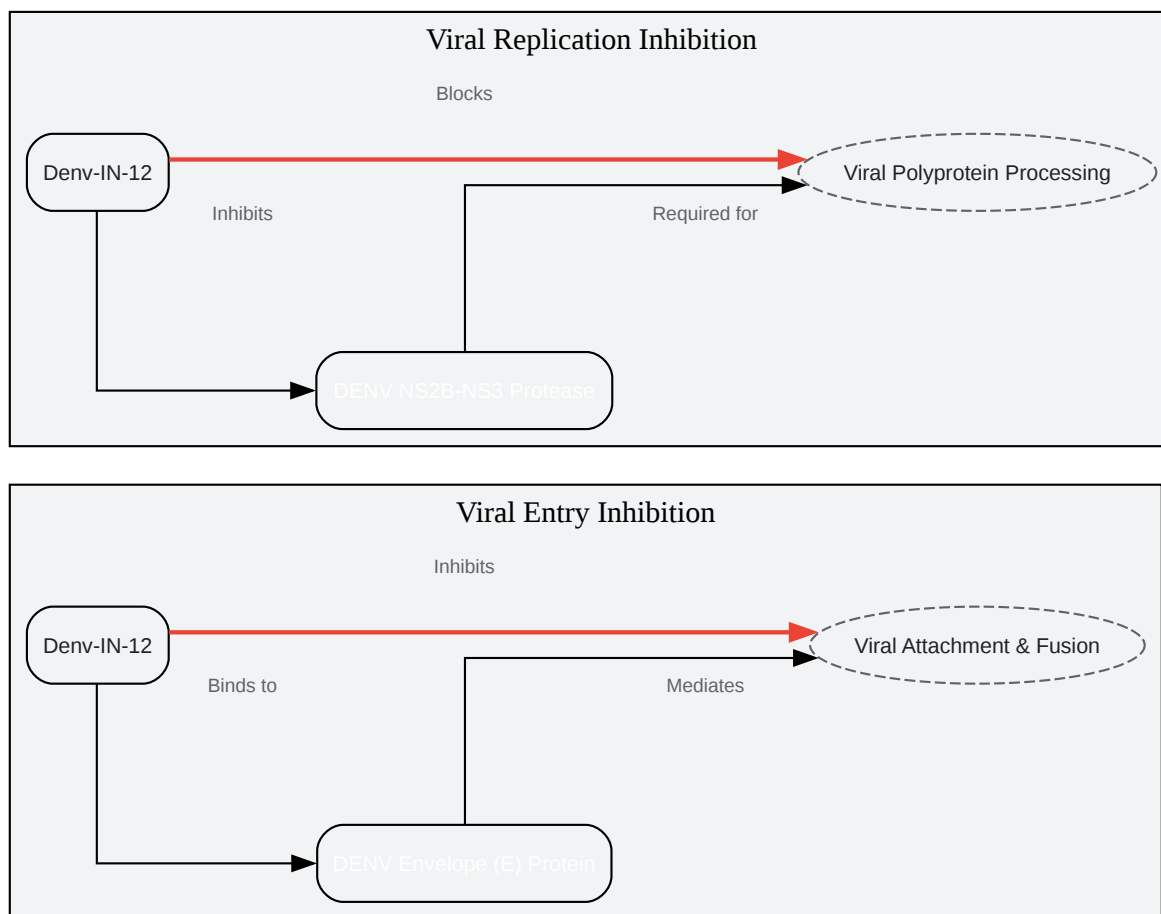 Viral Replication Inhibition
Blocks
Denv-IN-12
Viral Polyprotein Processing
Inhibits
Required for
DENV NS2B-NS3 Protease
Viral Entry Inhibition
Inhibits
Denv-IN-12
Viral Attachment & Fusion
Binds to
Mediates
DENV Envelope (E) Protein